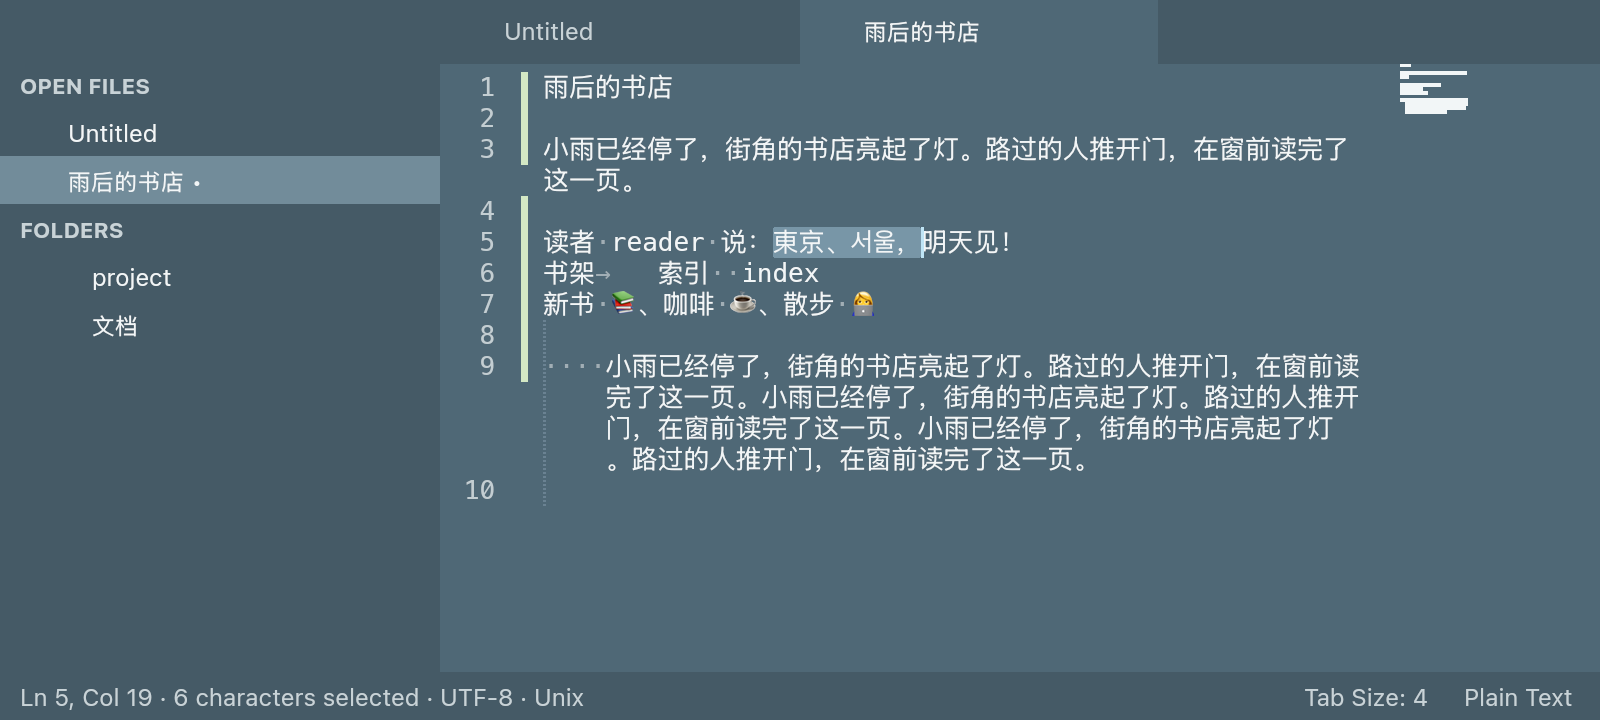 Untitled
雨后的书店
OPEN FILES
Untitled
雨后的书店 •
FOLDERS
project
文档
1 雨后的书店
2
3 小雨已经停了，街角的书店亮起了灯。路过的人推开门，在窗前读完了
这一页。
4
5 读者·reader·说：東京、서울，明天见！
6 书架→ 索引··index
7 新书·📚、咖啡·☕、散步·👩‍💻
8
9 ····小雨已经停了，街角的书店亮起了灯。路过的人推开门，在窗前读
完了这一页。小雨已经停了，街角的书店亮起了灯。路过的人推开
门，在窗前读完了这一页。小雨已经停了，街角的书店亮起了灯
。路过的人推开门，在窗前读完了这一页。
10
Ln 5, Col 19 · 6 characters selected · UTF-8 · Unix
Tab Size: 4
Plain Text